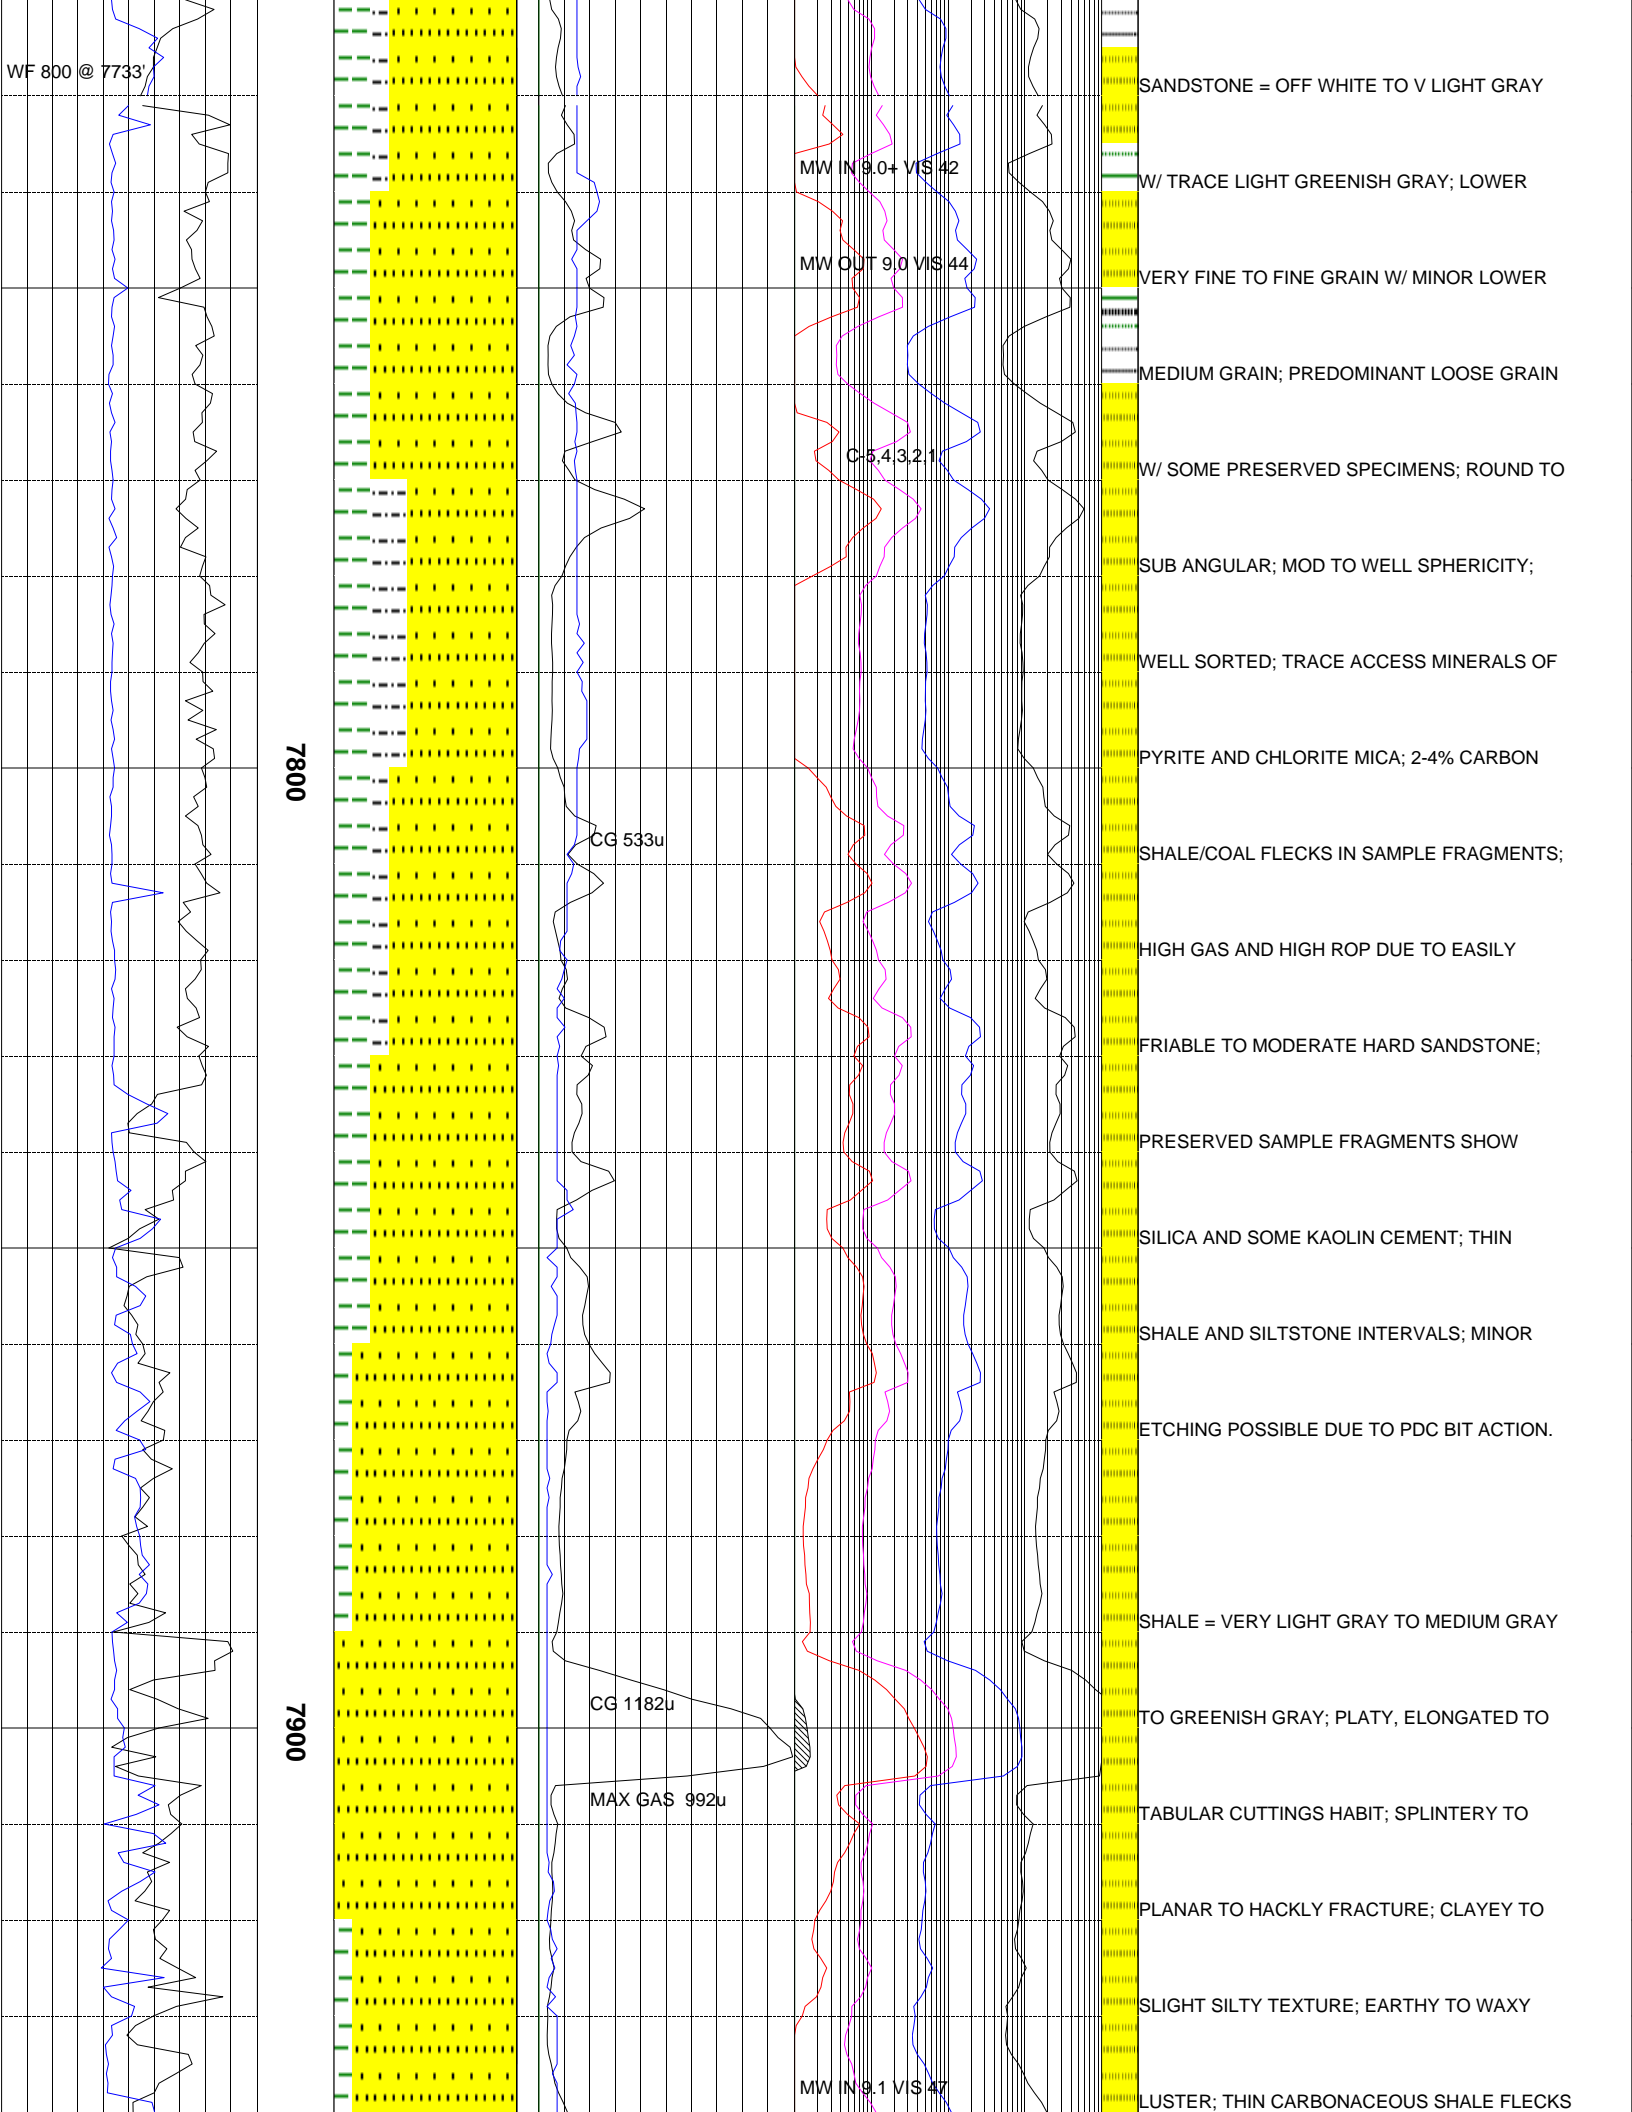 WF 800 @ 7733'
SANDSTONE = OFF WHITE TO V LIGHT GRAY
MW IN 9.0+ VIS 42
W/ TRACE LIGHT GREENISH GRAY; LOWER
MW OUT 9.0 VIS 44
VERY FINE TO FINE GRAIN W/ MINOR LOWER
MEDIUM GRAIN; PREDOMINANT LOOSE GRAIN
C-5,4,3,2,1
W/ SOME PRESERVED SPECIMENS; ROUND TO
SUB ANGULAR; MOD TO WELL SPHERICITY;
WELL SORTED; TRACE ACCESS MINERALS OF
7800
PYRITE AND CHLORITE MICA; 2-4% CARBON
CG 533u
SHALE/COAL FLECKS IN SAMPLE FRAGMENTS;
HIGH GAS AND HIGH ROP DUE TO EASILY
FRIABLE TO MODERATE HARD SANDSTONE;
PRESERVED SAMPLE FRAGMENTS SHOW
SILICA AND SOME KAOLIN CEMENT; THIN
SHALE AND SILTSTONE INTERVALS; MINOR
ETCHING POSSIBLE DUE TO PDC BIT ACTION.
SHALE = VERY LIGHT GRAY TO MEDIUM GRAY
CG 1182u
7900
TO GREENISH GRAY; PLATY, ELONGATED TO
MAX GAS 992u
TABULAR CUTTINGS HABIT; SPLINTERY TO
PLANAR TO HACKLY FRACTURE; CLAYEY TO
SLIGHT SILTY TEXTURE; EARTHY TO WAXY
MW IN 9.1 VIS 47
LUSTER; THIN CARBONACEOUS SHALE FLECKS